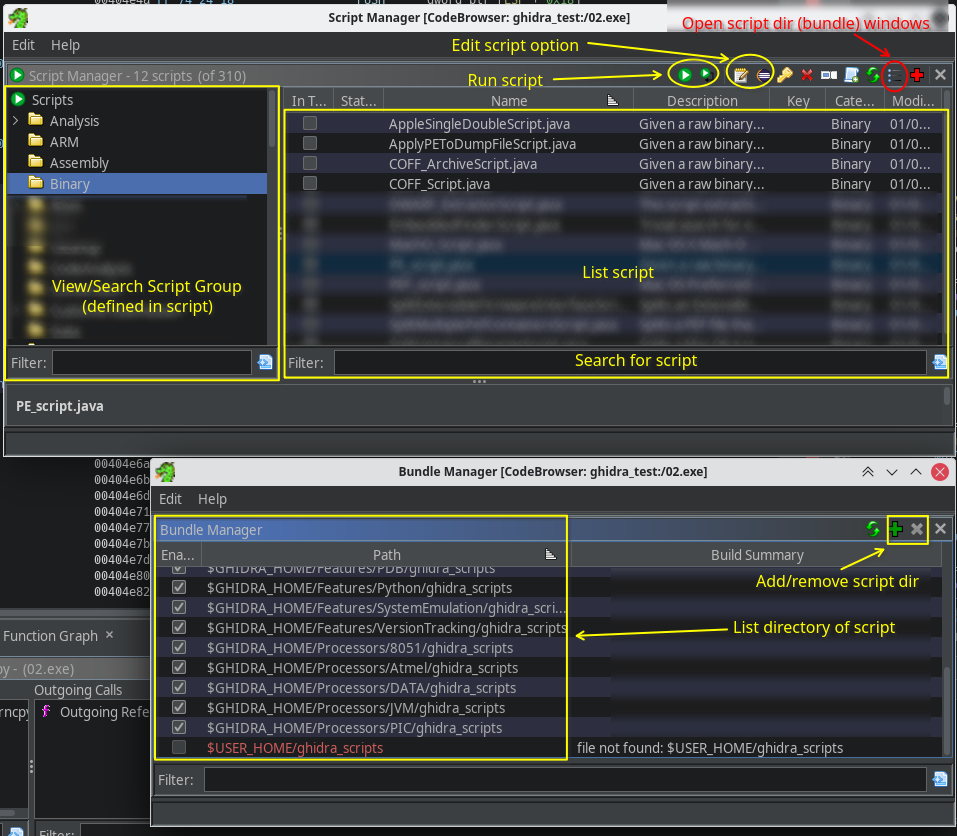 Script Manager [CodeBrowser: ghidra_test:/02.exe]
Open script dir (bundle) windows
Edit Help
Edit script option
Run script
Script Manager - 12 scripts (of 310)
Scripts
Analysis
ARM
Assembly
Binary
View/Search Script Group
(defined in script)
Filter:
In T... Stat... Name Description Key Cate... Modi...
AppleSingleDoubleScript.java Given a raw binary... Binary 01/0...
ApplyPEToDumpFileScript.java Given a raw binary... Binary 01/0...
COFF_ArchiveScript.java Given a raw binary... Binary 01/0...
COFF_Script.java Given a raw binary... Binary 01/0...
List script
Filter:
Search for script
PE_script.java
00404e6a
00404e6b
00404e6d
00404e71
00404e77
00404e7b
00404e7d
00404e80
00404e82
Function Graph
py - (02.exe)
Outgoing Calls
rncpy
Outgoing Refe
Filter:
Bundle Manager [CodeBrowser: ghidra_test:/02.exe]
Edit Help
Bundle Manager
Ena... Path Build Summary
Add/remove script dir
$GHIDRA_HOME/Features/PDB/ghidra_scripts
$GHIDRA_HOME/Features/Python/ghidra_scripts
$GHIDRA_HOME/Features/SystemEmulation/ghidra_scri...
$GHIDRA_HOME/Features/VersionTracking/ghidra_scripts
List directory of script
$GHIDRA_HOME/Processors/8051/ghidra_scripts
$GHIDRA_HOME/Processors/Atmel/ghidra_scripts
$GHIDRA_HOME/Processors/DATA/ghidra_scripts
$GHIDRA_HOME/Processors/JVM/ghidra_scripts
$GHIDRA_HOME/Processors/PIC/ghidra_scripts
$USER_HOME/ghidra_scripts file not found: $USER_HOME/ghidra_scripts
Filter: